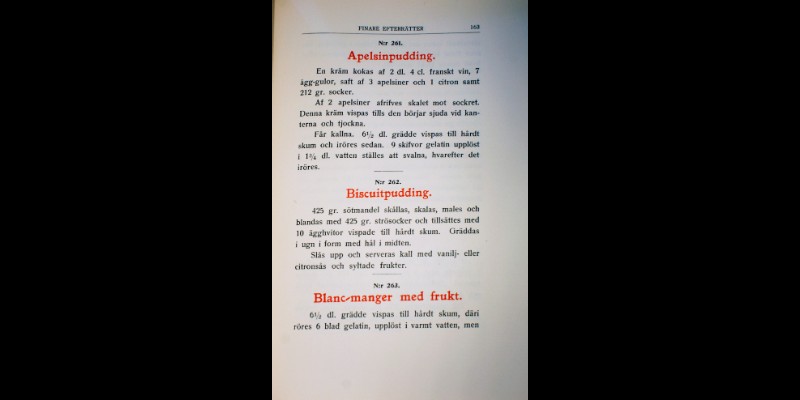 FINARE EFTERRÄTTER
N:r 261.
Apelsinpudding.
En kräm kokas af 2 dl. 4 cl. franskt vin, 7
ägg-gulor, saft af 3 apelsiner och 1 citron samt
212 gr. socker.
Af 2 apelsiner afrifves skalet mot sockret.
Denna kräm vispas tills den börjar sjuda vid kan-
terna och tjockna.
Får kallna. 6½ dl. grädde vispas till hårdt
skum och iröres sedan. 9 skifvor gelatin upplöst
i 1¼ dl. vatten ställes att svalna, hvarefter det
iröres.
N:r 262.
Biscuitpudding.
425 gr. sötmandel skållas, skalas, males och
blandas med 425 gr. strösocker och tillsättes med
10 ägghvitor vispade till hårdt skum. Gräddas
i ugn i form med hål i midten.
Slås upp och serveras kall med vanilj- eller
citronsås och syltade frukter.
N:r 263.
Blanc-manger med frukt.
6½ dl. grädde vispas till hårdt skum, däri
röres 6 blad gelatin, upplöst i varmt vatten, men